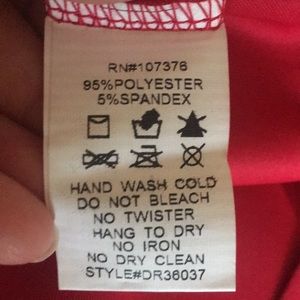 RN#107376
95%POLYESTER
5%SPANDEX
HAND WASH COLD
DO NOT BLEACH
NO TWISTER
HANG TO DRY
NO IRON
NO DRY CLEAN
STYLE#DR36037